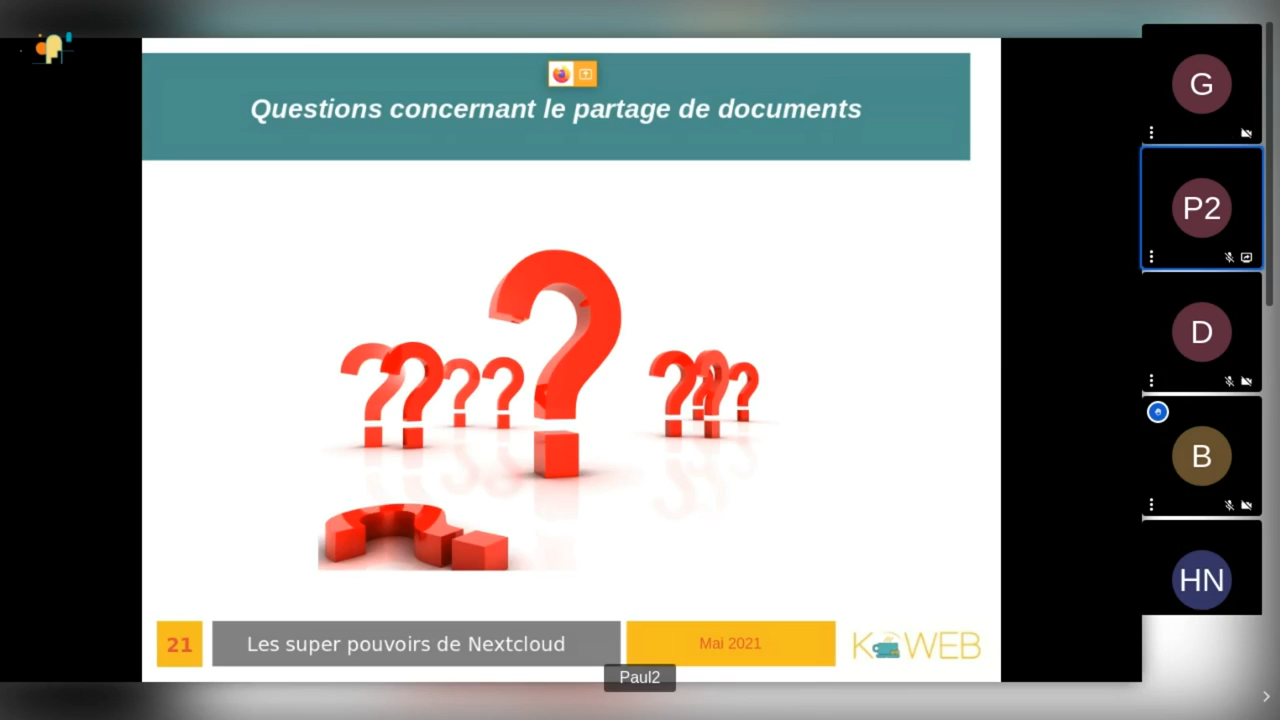 Questions concernant le partage de documents
21
Les super pouvoirs de Nextcloud
Mai 2021
K WEB
Paul2
G
P2
D
B
HN